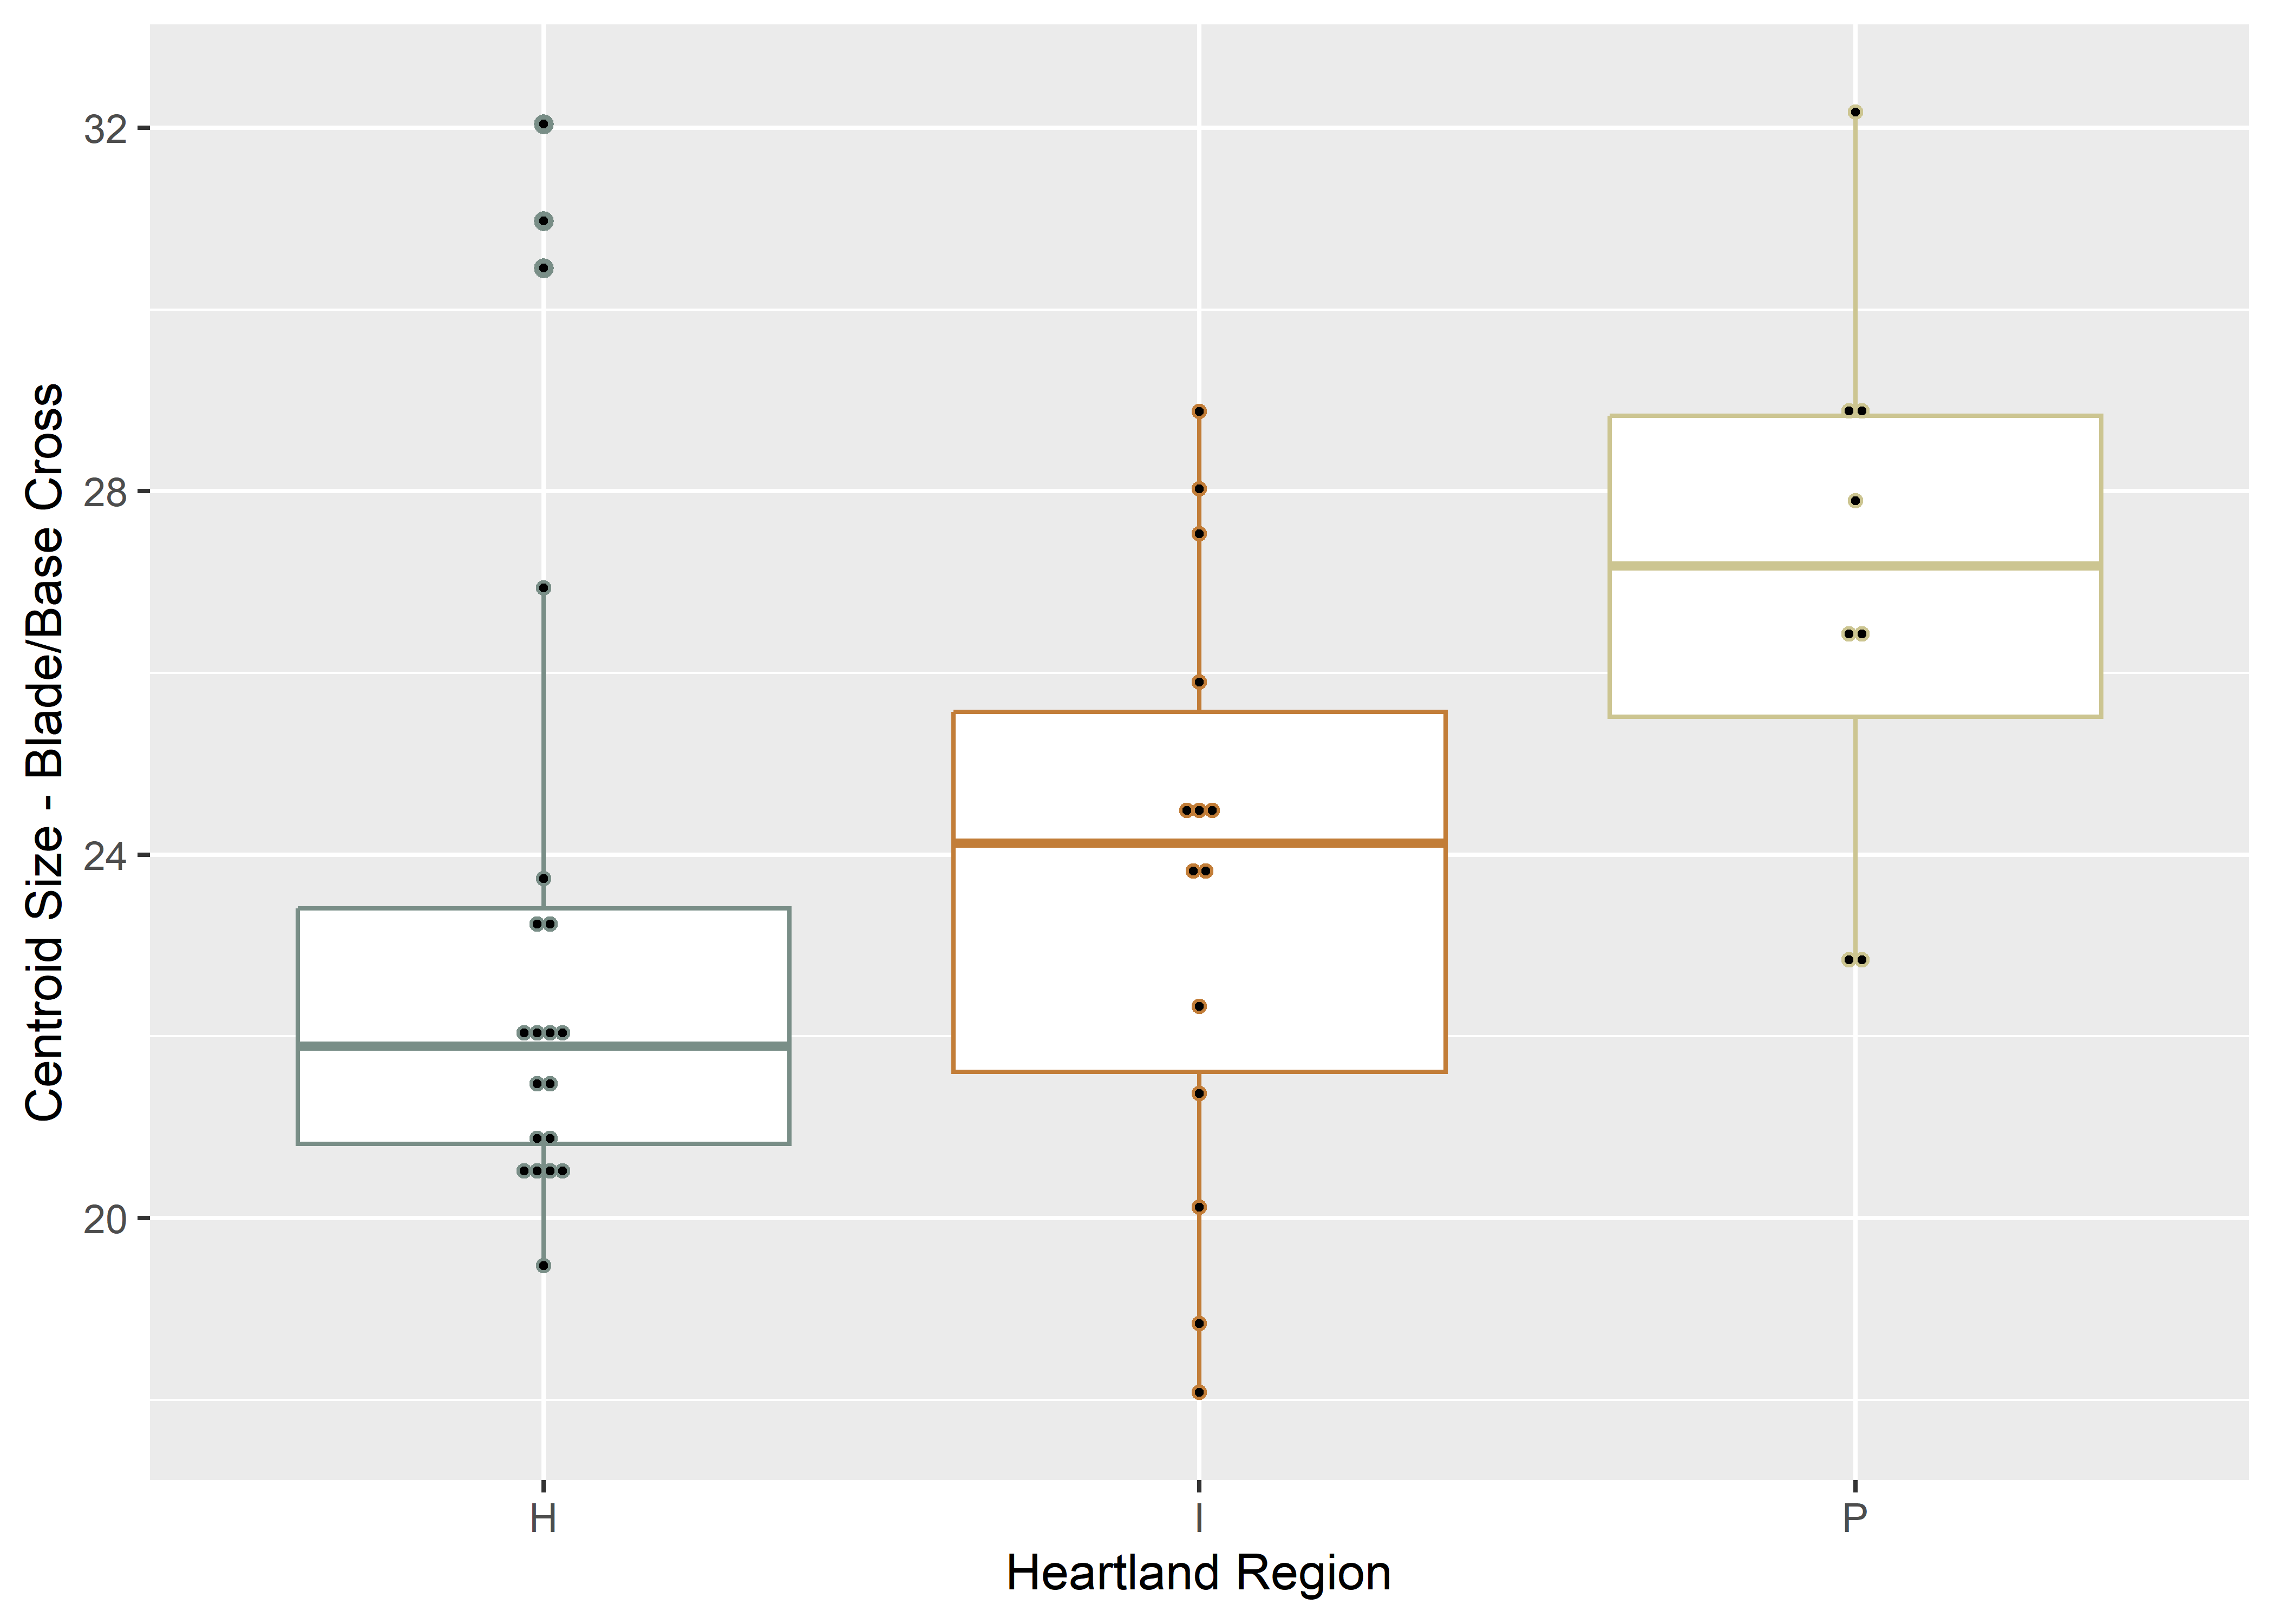 Centroid Size - Blade/Base Cross
32
28
24
20
H
I
P
Heartland Region